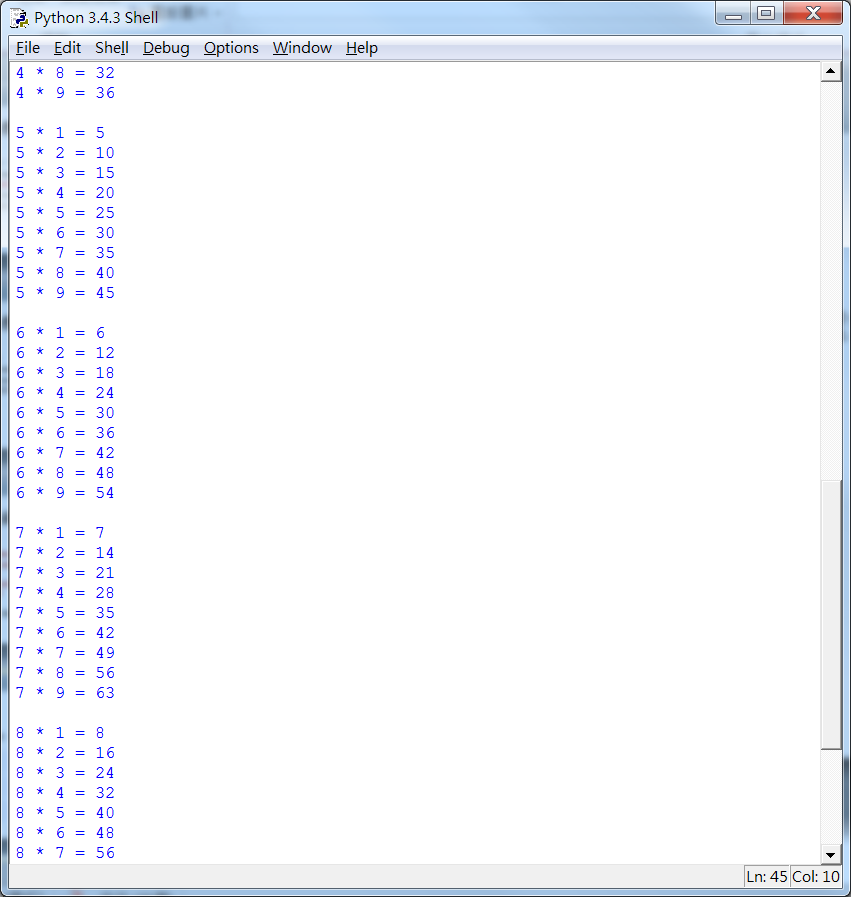 Python 3.4.3 Shell
File Edit Shell Debug Options Window Help
4 * 8 = 32
4 * 9 = 36
5 * 1 = 5
5 * 2 = 10
5 * 3 = 15
5 * 4 = 20
5 * 5 = 25
5 * 6 = 30
5 * 7 = 35
5 * 8 = 40
5 * 9 = 45
6 * 1 = 6
6 * 2 = 12
6 * 3 = 18
6 * 4 = 24
6 * 5 = 30
6 * 6 = 36
6 * 7 = 42
6 * 8 = 48
6 * 9 = 54
7 * 1 = 7
7 * 2 = 14
7 * 3 = 21
7 * 4 = 28
7 * 5 = 35
7 * 6 = 42
7 * 7 = 49
7 * 8 = 56
7 * 9 = 63
8 * 1 = 8
8 * 2 = 16
8 * 3 = 24
8 * 4 = 32
8 * 5 = 40
8 * 6 = 48
8 * 7 = 56
Ln: 45 Col: 10